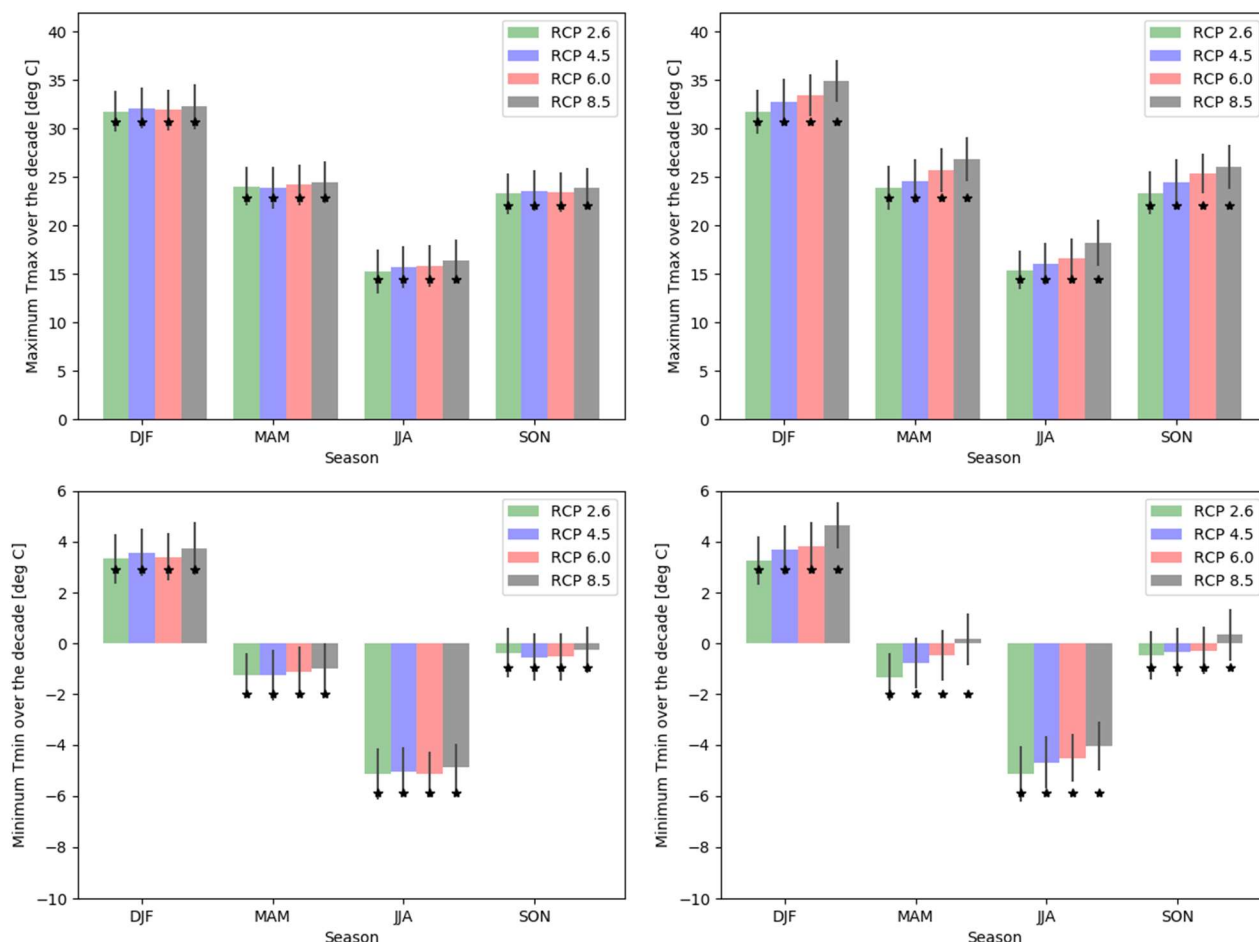 Maximum Tmax over the decade [deg C]
40
35
30
25
20
15
10
5
0
RCP 2.6
RCP 4.5
RCP 6.0
RCP 8.5
DJF MAM JJA SON
Season
Maximum Tmax over the decade [deg C]
40
35
30
25
20
15
10
5
0
RCP 2.6
RCP 4.5
RCP 6.0
RCP 8.5
DJF MAM JJA SON
Season
Minimum Tmin over the decade [deg C]
6
4
2
0
−2
−4
−6
−8
−10
RCP 2.6
RCP 4.5
RCP 6.0
RCP 8.5
DJF MAM JJA SON
Season
Minimum Tmin over the decade [deg C]
6
4
2
0
−2
−4
−6
−8
−10
RCP 2.6
RCP 4.5
RCP 6.0
RCP 8.5
DJF MAM JJA SON
Season